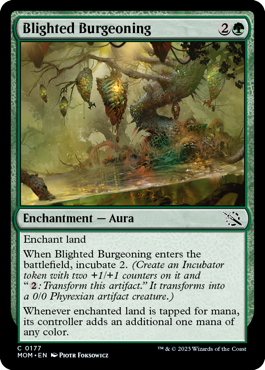 Blighted Burgeoning 2
Enchantment — Aura
Enchant land
When Blighted Burgeoning enters the
battlefield, incubate 2. (Create an Incubator
token with two +1/+1 counters on it and
“2: Transform this artifact.” It transforms into
a 0/0 Phyrexian artifact creature.)
Whenever enchanted land is tapped for mana,
its controller adds an additional one mana
of any color.
C 0177
MOM • EN Piotr Foksowicz
™ & © 2023 Wizards of the Coast